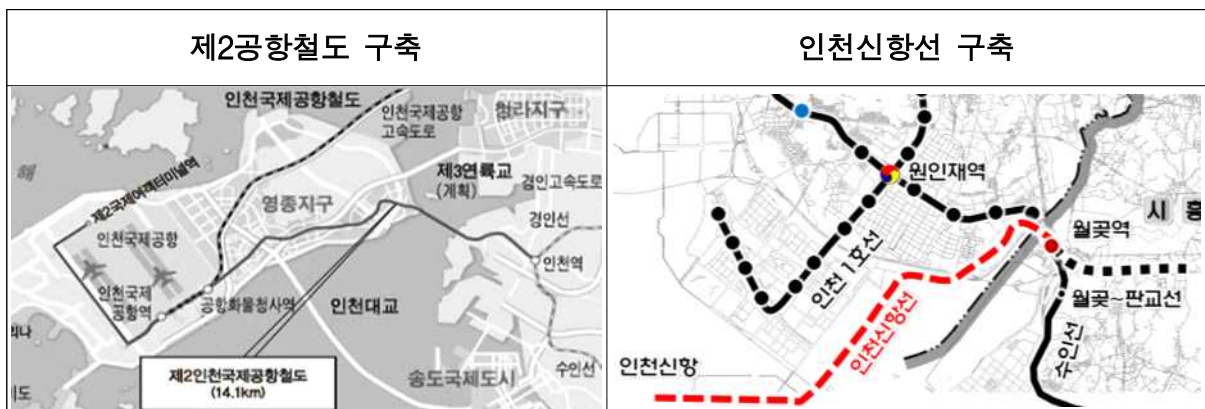 제2공항철도 구축
인천신항선 구축
인천국제공항철도
인천국제공항
고속도로
청라지구
해
제2국제여객터미널역
제3연륙교
(계획)
경인고속도로
영종지구
인천국제공항
경인선
인천역
인천국제
공항역
공항화물청사역
인천대교
제2인천국제공항철도
(14.1km)
송도국제도시
수인선
원인재역
시 흥
월곶역
인천 1호선
월곶~판교선
인천신항선
수인선
인천신항